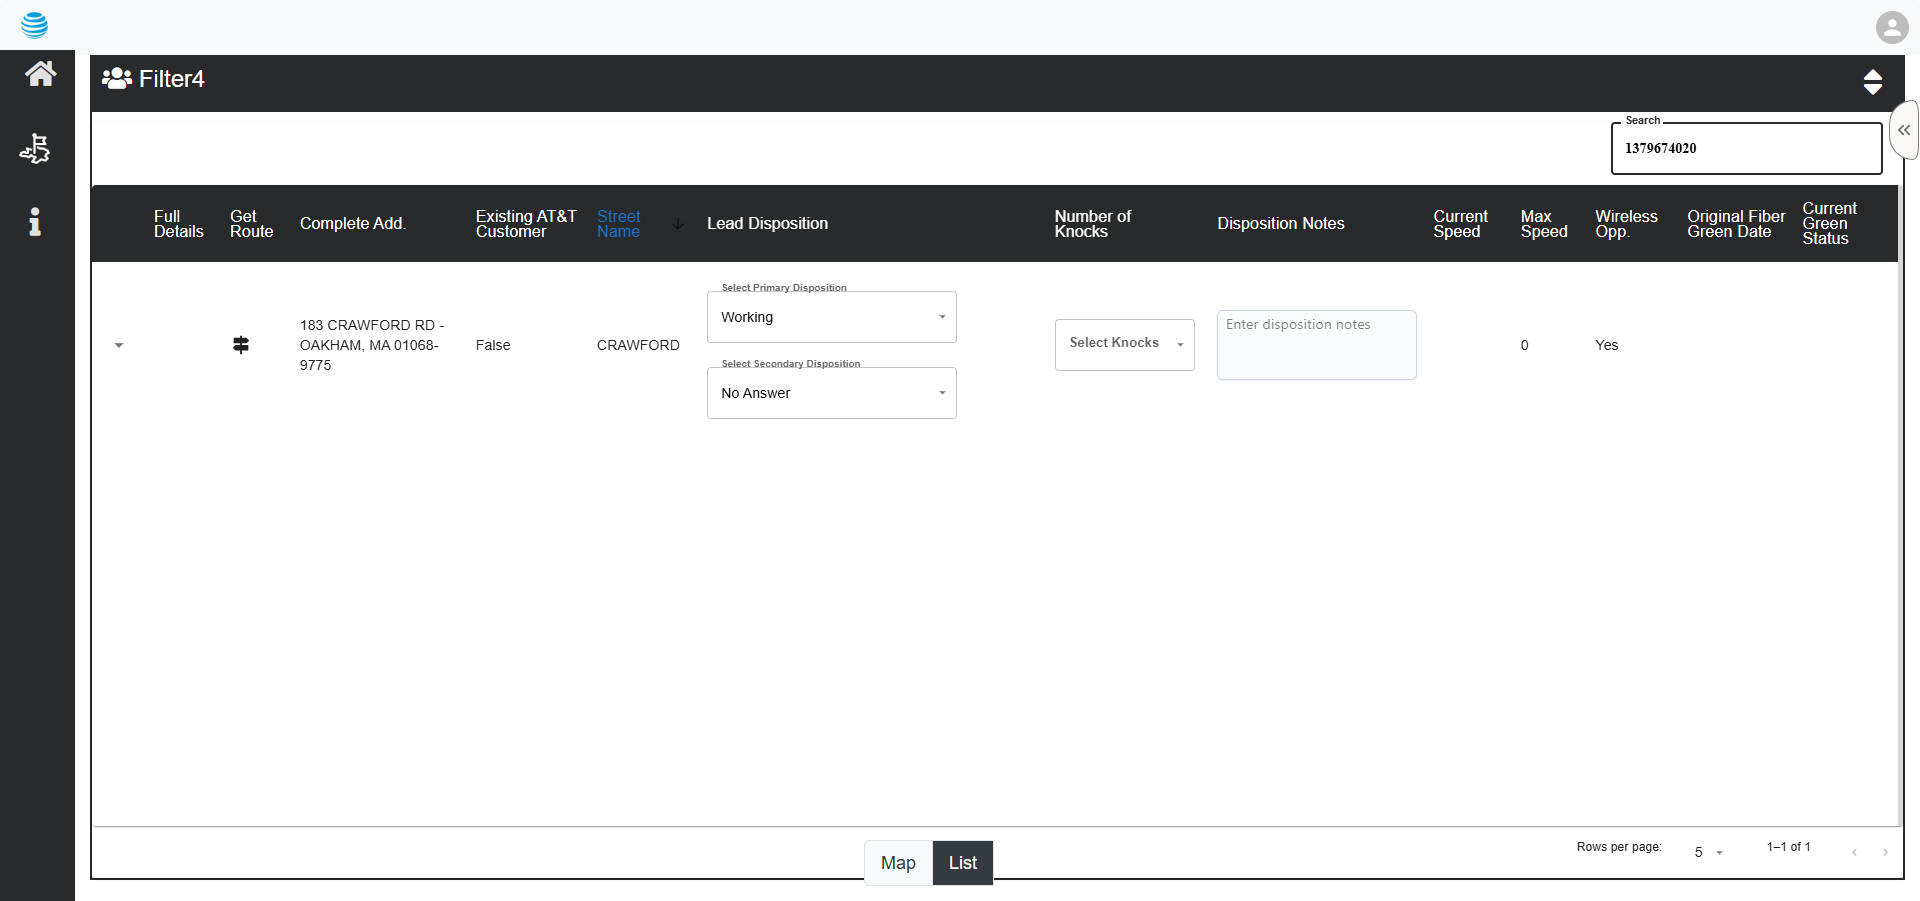 Filter4
Search
1379674020
Full Details
Get Route
Complete Add.
Existing AT&T Customer
Street Name
Lead Disposition
Number of Knocks
Disposition Notes
Current Speed
Max Speed
Wireless Opp.
Original Fiber Green Date
Current Green Status
183 CRAWFORD RD -
OAKHAM, MA 01068-
9775
False
CRAWFORD
Select Primary Disposition
Working
Select Secondary Disposition
No Answer
Select Knocks
Enter disposition notes
0
Yes
Map
List
Rows per page:
5
1–1 of 1